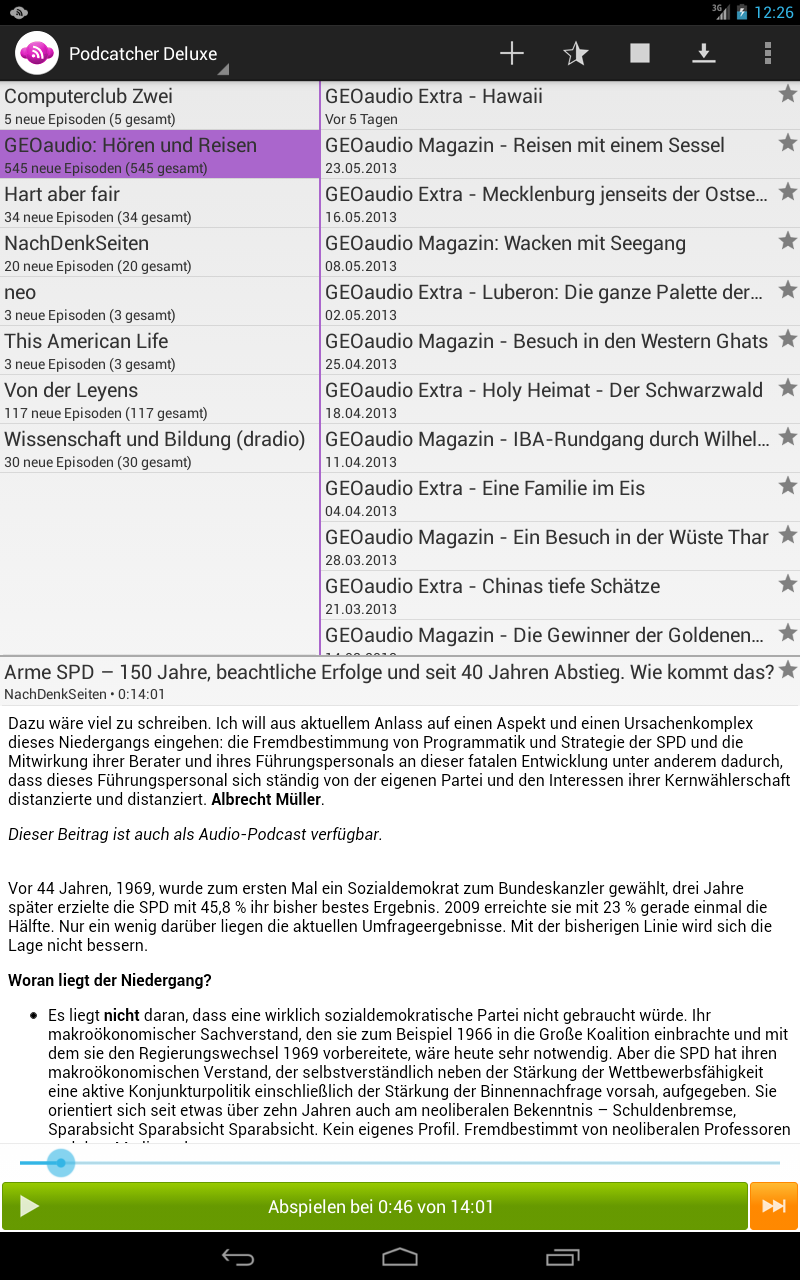 3G
12:26
Podcatcher Deluxe
Computerclub Zwei
5 neue Episoden (5 gesamt)
GEOaudio: Hören und Reisen
545 neue Episoden (545 gesamt)
Hart aber fair
34 neue Episoden (34 gesamt)
NachDenkSeiten
20 neue Episoden (20 gesamt)
neo
3 neue Episoden (3 gesamt)
This American Life
3 neue Episoden (3 gesamt)
Von der Leyens
117 neue Episoden (117 gesamt)
Wissenschaft und Bildung (dradio)
30 neue Episoden (30 gesamt)
GEOaudio Extra - Hawaii
Vor 5 Tagen
GEOaudio Magazin - Reisen mit einem Sessel
23.05.2013
GEOaudio Extra - Mecklenburg jenseits der Ostse...
16.05.2013
GEOaudio Magazin: Wacken mit Seegang
08.05.2013
GEOaudio Extra - Luberon: Die ganze Palette der...
02.05.2013
GEOaudio Magazin - Besuch in den Western Ghats
25.04.2013
GEOaudio Extra - Holy Heimat - Der Schwarzwald
18.04.2013
GEOaudio Magazin - IBA-Rundgang durch Wilhel...
11.04.2013
GEOaudio Extra - Eine Familie im Eis
04.04.2013
GEOaudio Magazin - Ein Besuch in der Wüste Thar
28.03.2013
GEOaudio Extra - Chinas tiefe Schätze
21.03.2013
GEOaudio Magazin - Die Gewinner der Goldenen...
Arme SPD – 150 Jahre, beachtliche Erfolge und seit 40 Jahren Abstieg. Wie kommt das?
NachDenkSeiten • 0:14:01
Dazu wäre viel zu schreiben. Ich will aus aktuellem Anlass auf einen Aspekt und einen Ursachenkomplex
dieses Niedergangs eingehen: die Fremdbestimmung von Programmatik und Strategie der SPD und die
Mitwirkung ihrer Berater und ihres Führungspersonals an dieser fatalen Entwicklung unter anderem dadurch,
dass dieses Führungspersonal sich ständig von der eigenen Partei und den Interessen ihrer Kernwählerschaft
distanzierte und distanziert. Albrecht Müller.
Dieser Beitrag ist auch als Audio-Podcast verfügbar.
Vor 44 Jahren, 1969, wurde zum ersten Mal ein Sozialdemokrat zum Bundeskanzler gewählt, drei Jahre
später erzielte die SPD mit 45,8 % ihr bisher bestes Ergebnis. 2009 erreichte sie mit 23 % gerade einmal die
Hälfte. Nur ein wenig darüber liegen die aktuellen Umfrageergebnisse. Mit der bisherigen Linie wird sich die
Lage nicht bessern.
Woran liegt der Niedergang?
• Es liegt nicht daran, dass eine wirklich sozialdemokratische Partei nicht gebraucht würde. Ihr
makroökonomischer Sachverstand, den sie zum Beispiel 1966 in die Große Koalition einbrachte und mit
dem sie den Regierungswechsel 1969 vorbereitete, wäre heute sehr notwendig. Aber die SPD hat ihren
makroökonomischen Verstand, der selbstverständlich neben der Stärkung der Wettbewerbsfähigkeit
eine aktive Konjunkturpolitik einschließlich der Stärkung der Binnennachfrage vorsah, aufgegeben. Sie
orientiert sich seit etwas über zehn Jahren auch am neoliberalen Bekenntnis – Schuldenbremse,
Sparabsicht Sparabsicht Sparabsicht. Kein eigenes Profil. Fremdbestimmt von neoliberalen Professoren
Abspielen bei 0:46 von 14:01